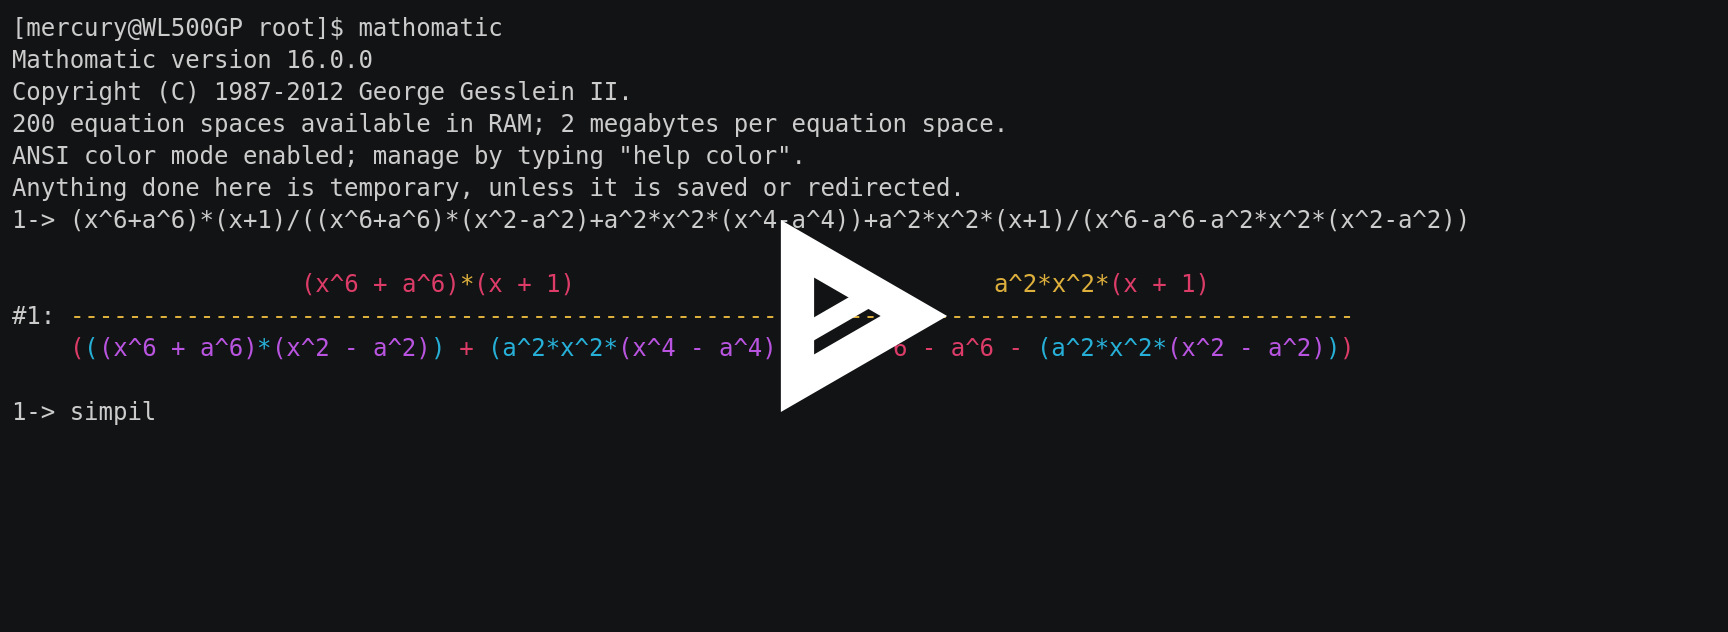 [mercury@WL500GP root]$ mathomatic
Mathomatic version 16.0.0
Copyright (C) 1987-2012 George Gesslein II.
200 equation spaces available in RAM; 2 megabytes per equation space.
ANSI color mode enabled; manage by typing "help color".
Anything done here is temporary, unless it is saved or redirected.
1-> (x^6+a^6)*(x+1)/((x^6+a^6)*(x^2-a^2)+a^2*x^2*(x^4-a^4))+a^2*x^2*(x+1)/(x^6-a^6-a^2*x^2*(x^2-a^2))
(x^6 + a^6)*(x + 1) a^2*x^2*(x + 1)
#1: ------------------------------------------------- ----------------------------
(((x^6 + a^6)*(x^2 - a^2)) + (a^2*x^2*(x^4 - a^4) 6 - a^6 - (a^2*x^2*(x^2 - a^2)))
1-> simpil